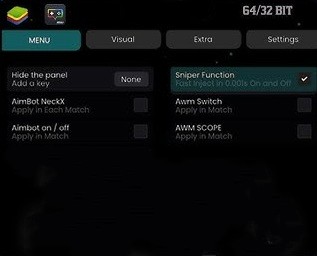 64/32 BIT
MENU
Visual
Extra
Settings
Hide the panel
Add a key
None
Sniper Function
Fast Inject in 0.001s On and Off
AimBot NeckX
Apply in Each Match
Awm Switch
Apply in Match
Aimbot on / off
Apply in Match
AWM SCOPE
Apply in Match